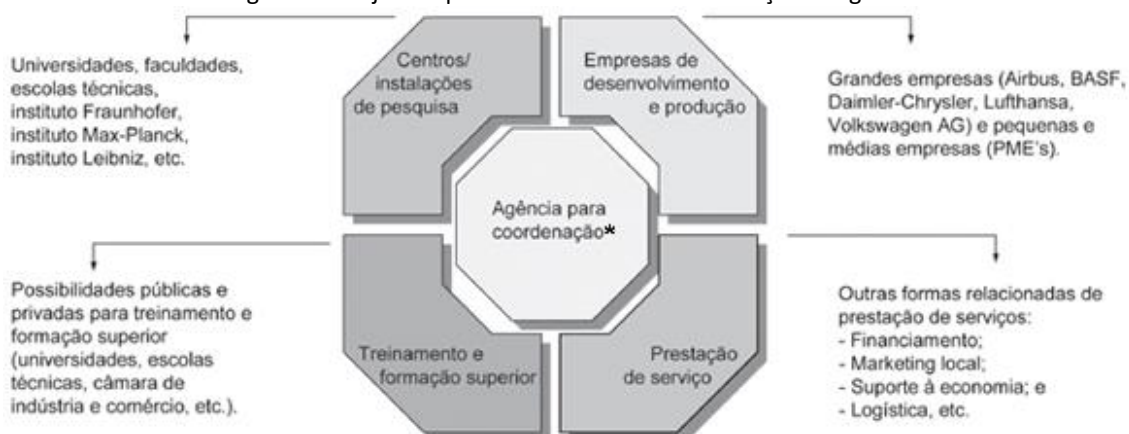 Universidades, faculdades,
escolas técnicas,
instituto Fraunhofer,
instituto Max-Planck,
instituto Leibniz, etc.
Centros/
instalações
de pesquisa
Empresas de
desenvolvimento
e produção
Grandes empresas (Airbus, BASF,
Daimler-Chrysler, Lufthansa,
Volkswagen AG) e pequenas e
médias empresas (PME's).
Agência para
coordenação*
Possibilidades públicas e
privadas para treinamento e
formação superior
(universidades, escolas
técnicas, câmara de
indústria e comércio, etc.).
Treinamento e
formação superior
Prestação
de serviço
Outras formas relacionadas de
prestação de serviços:
- Financiamento;
- Marketing local;
- Suporte à economia; e
- Logística, etc.